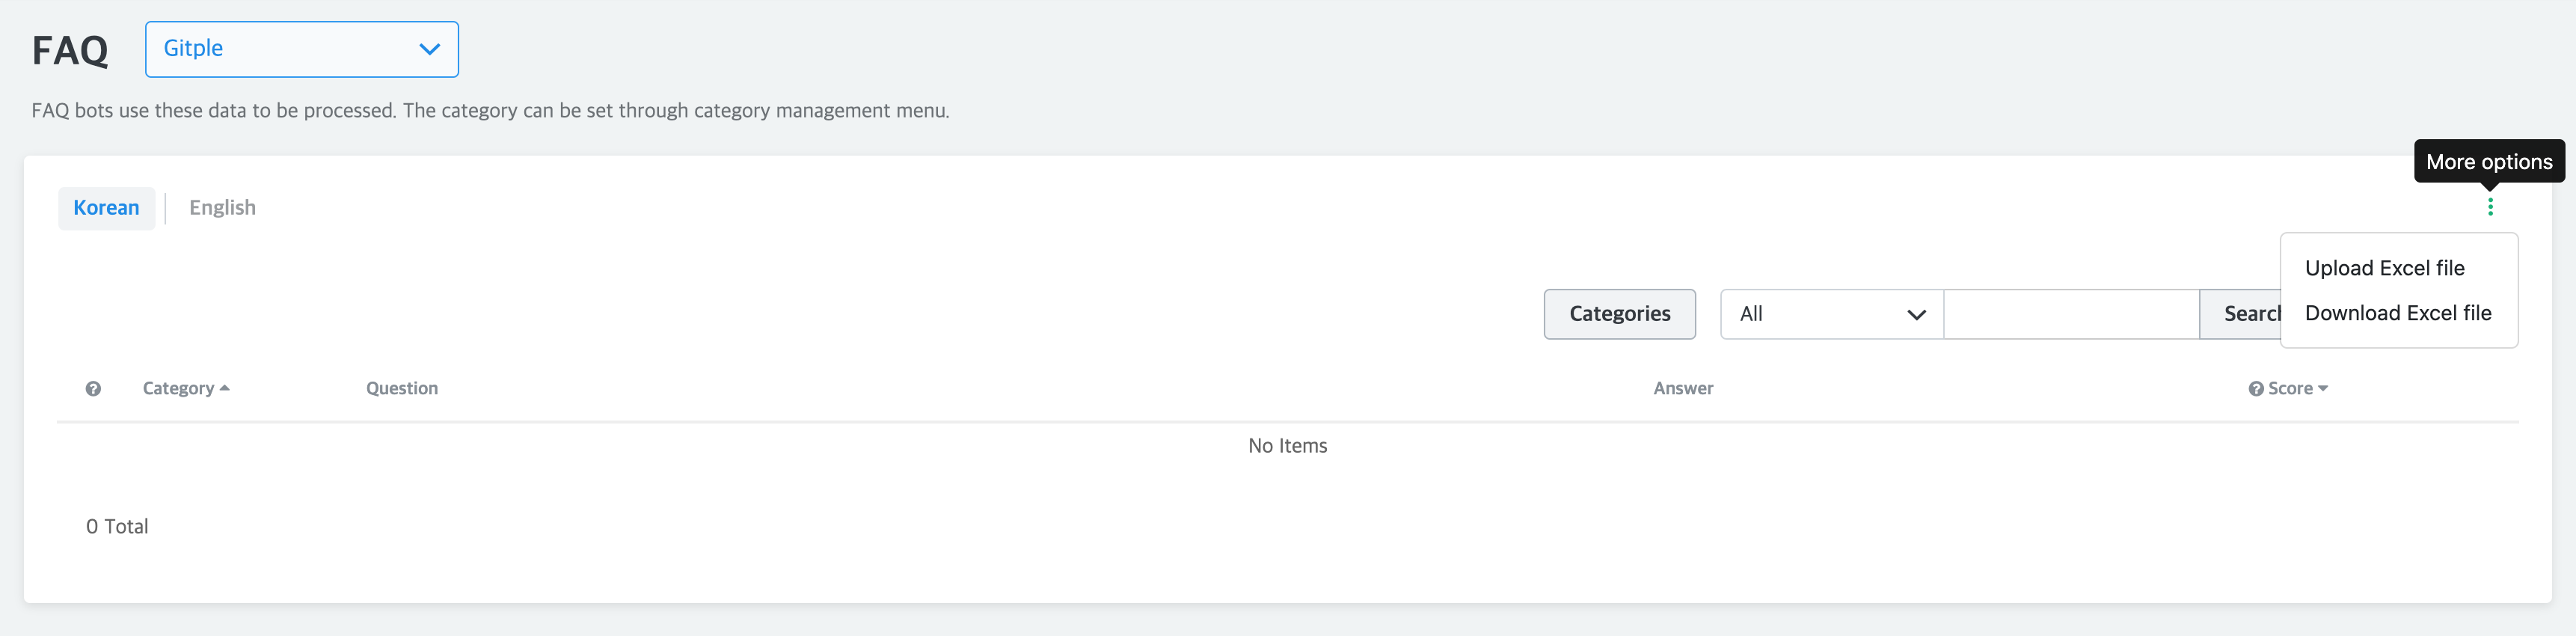 FAQ
Gitple
FAQ bots use these data to be processed. The category can be set through category management menu.
More options
Korean
English
Upload Excel file
Download Excel file
Categories
All
Search
Category
Question
Answer
Score
No Items
0 Total